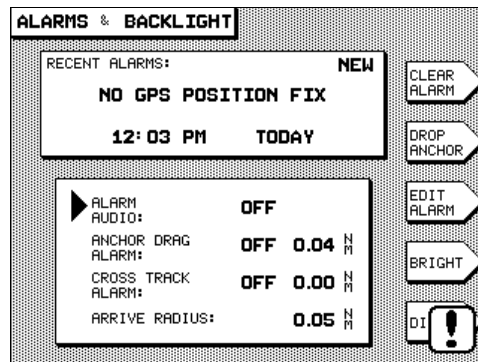 ALARMS & BACKLIGHT
RECENT ALARMS: NEW
NO GPS POSITION FIX
12:03 PM TODAY
ALARM
AUDIO: OFF
ANCHOR DRAG
ALARM: OFF 0.04 NM
CROSS TRACK
ALARM: OFF 0.00 NM
ARRIVE RADIUS: 0.05 NM
CLEAR
ALARM
DROP
ANCHOR
EDIT
ALARM
BRIGHT
!